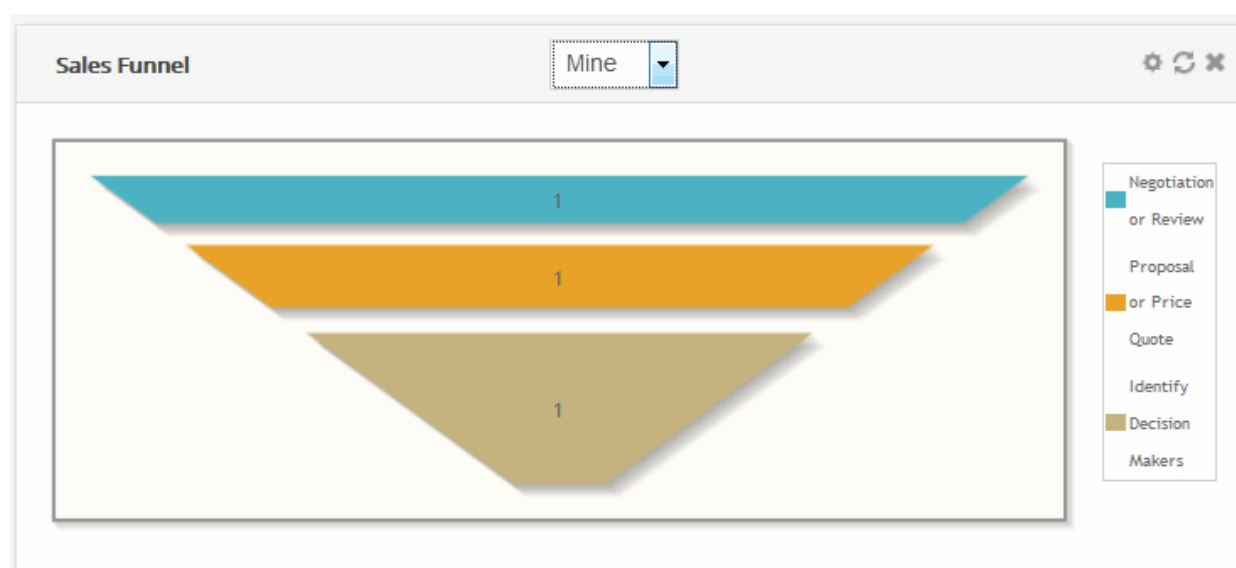 Sales Funnel
Mine
1
1
1
Negotiation
or Review
Proposal
or Price
Quote
Identify
Decision
Makers